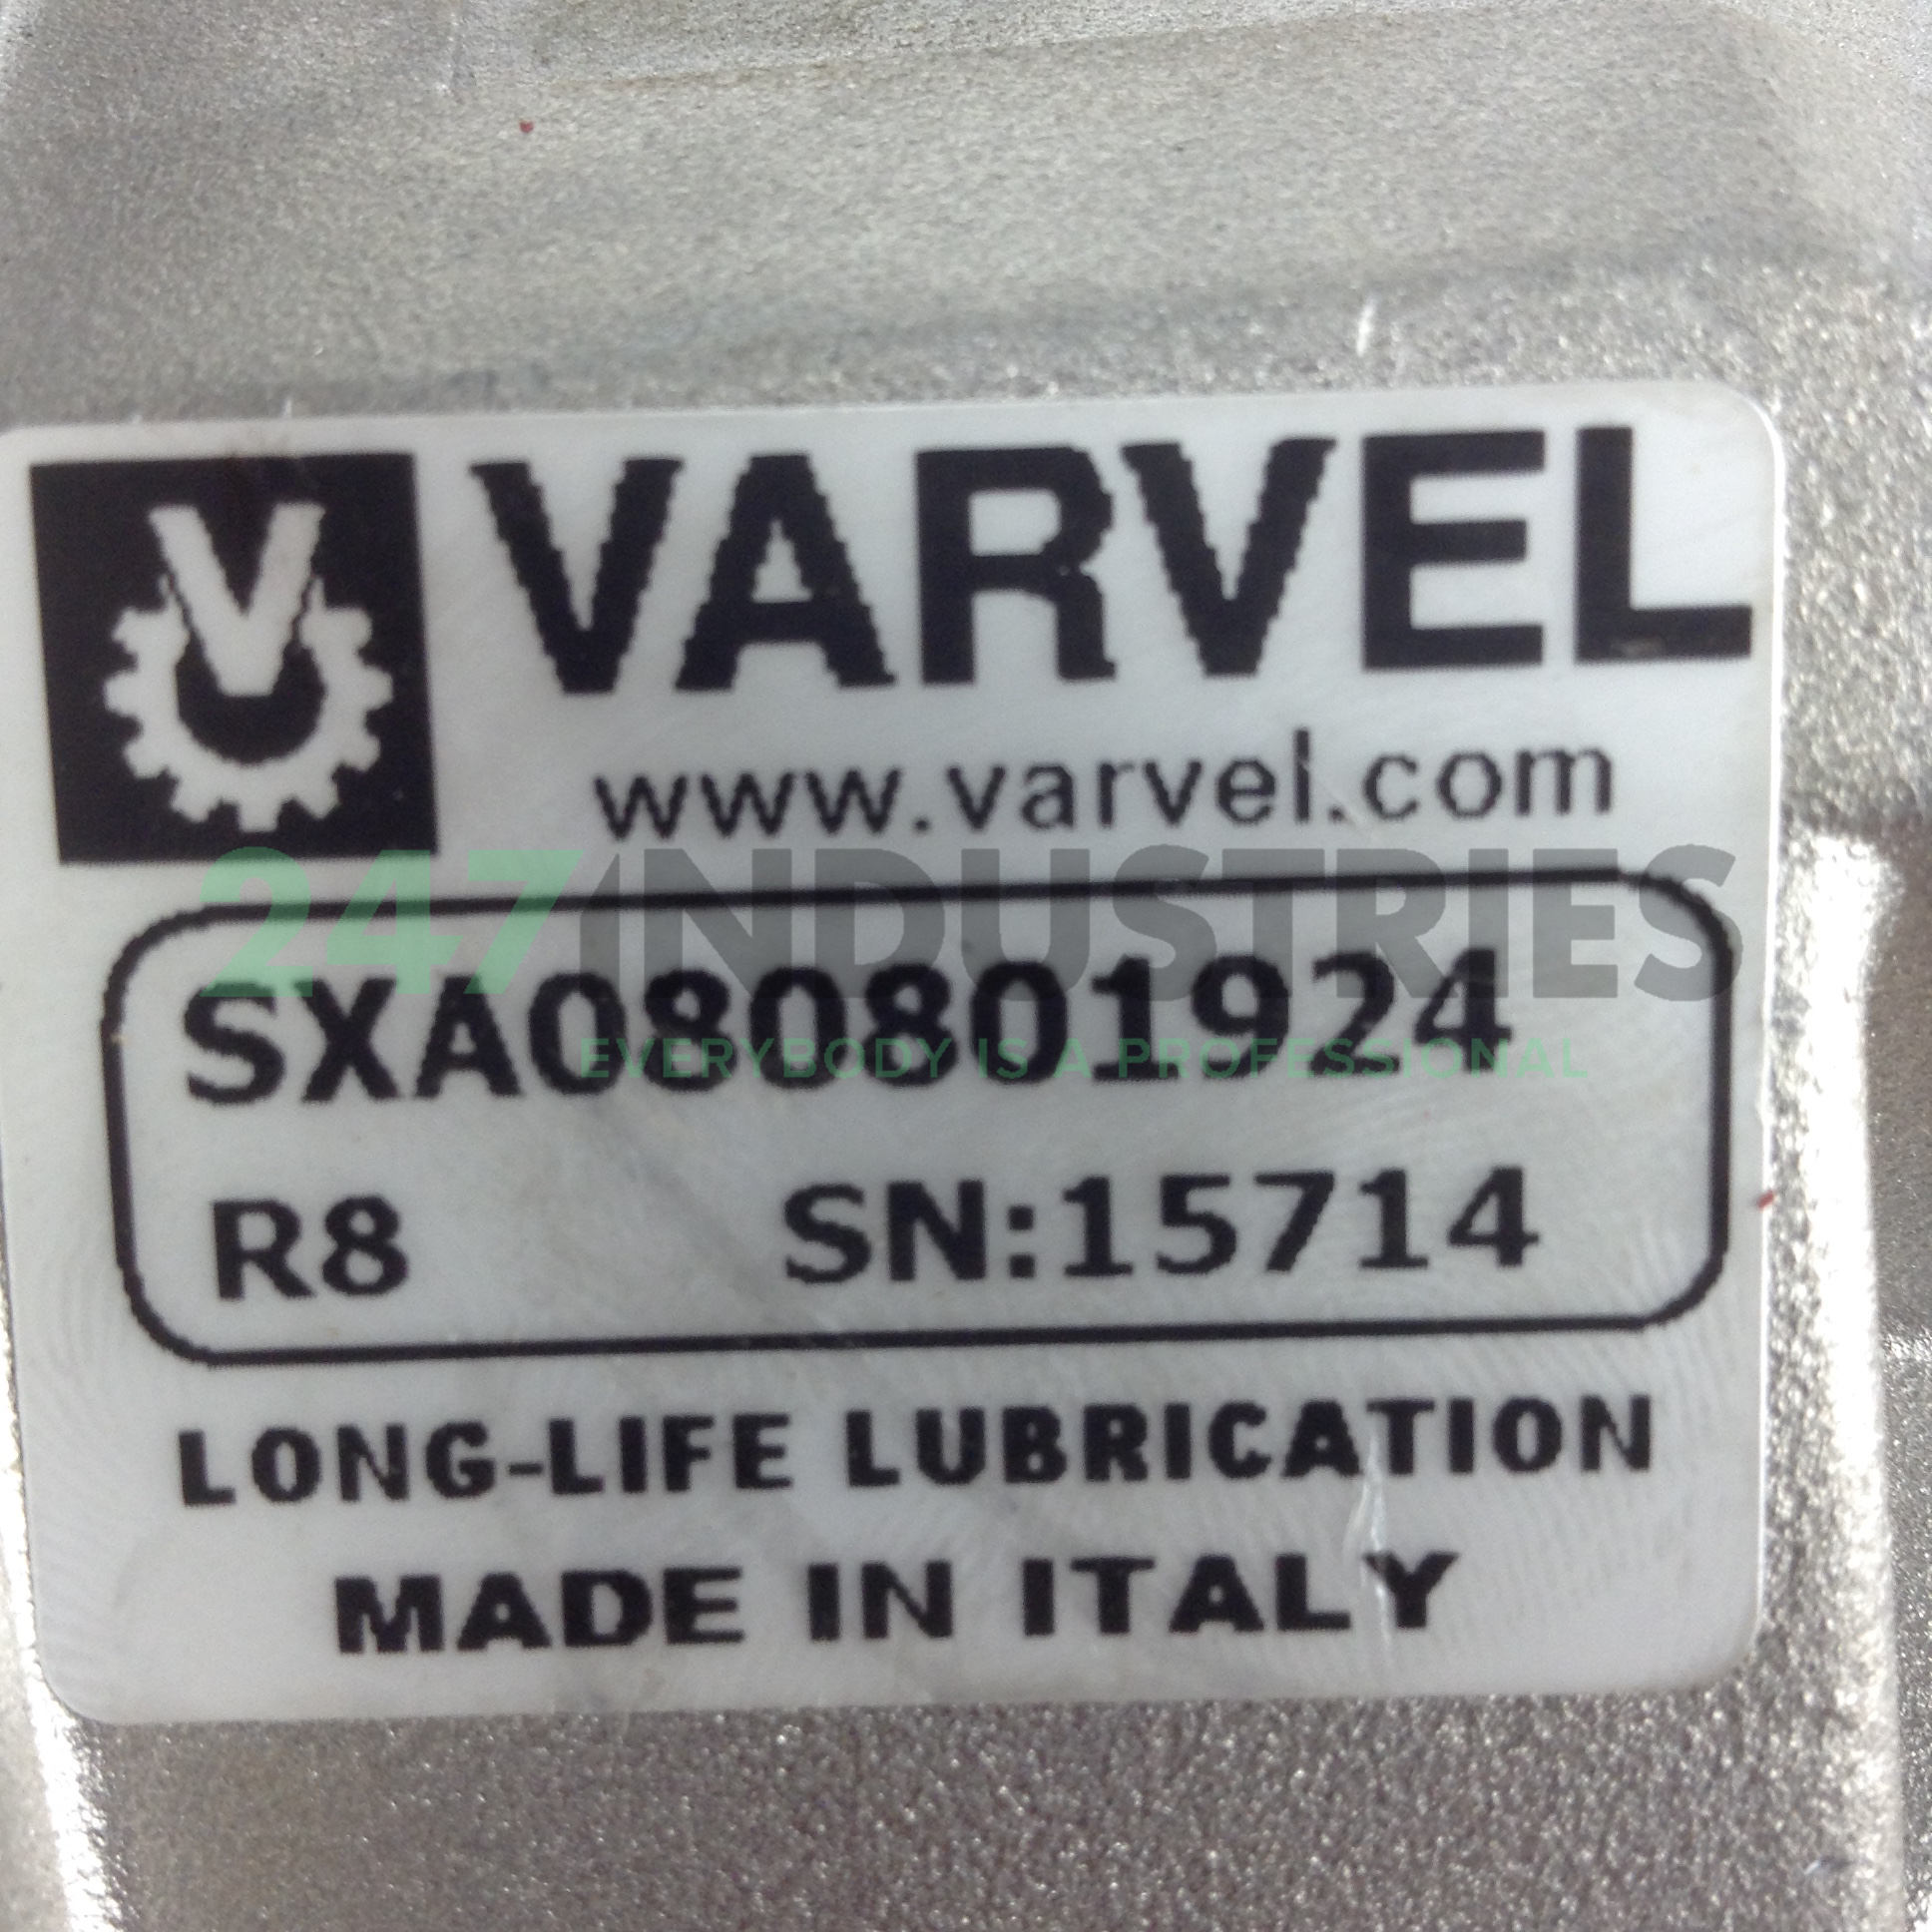 V VARVEL
www.varvel.com
247INDUSTRIES
SXA080801924
EVERYBODY IS A PROFESSIONAL
R8 SN:15714
LONG-LIFE LUBRICATION
MADE IN ITALY